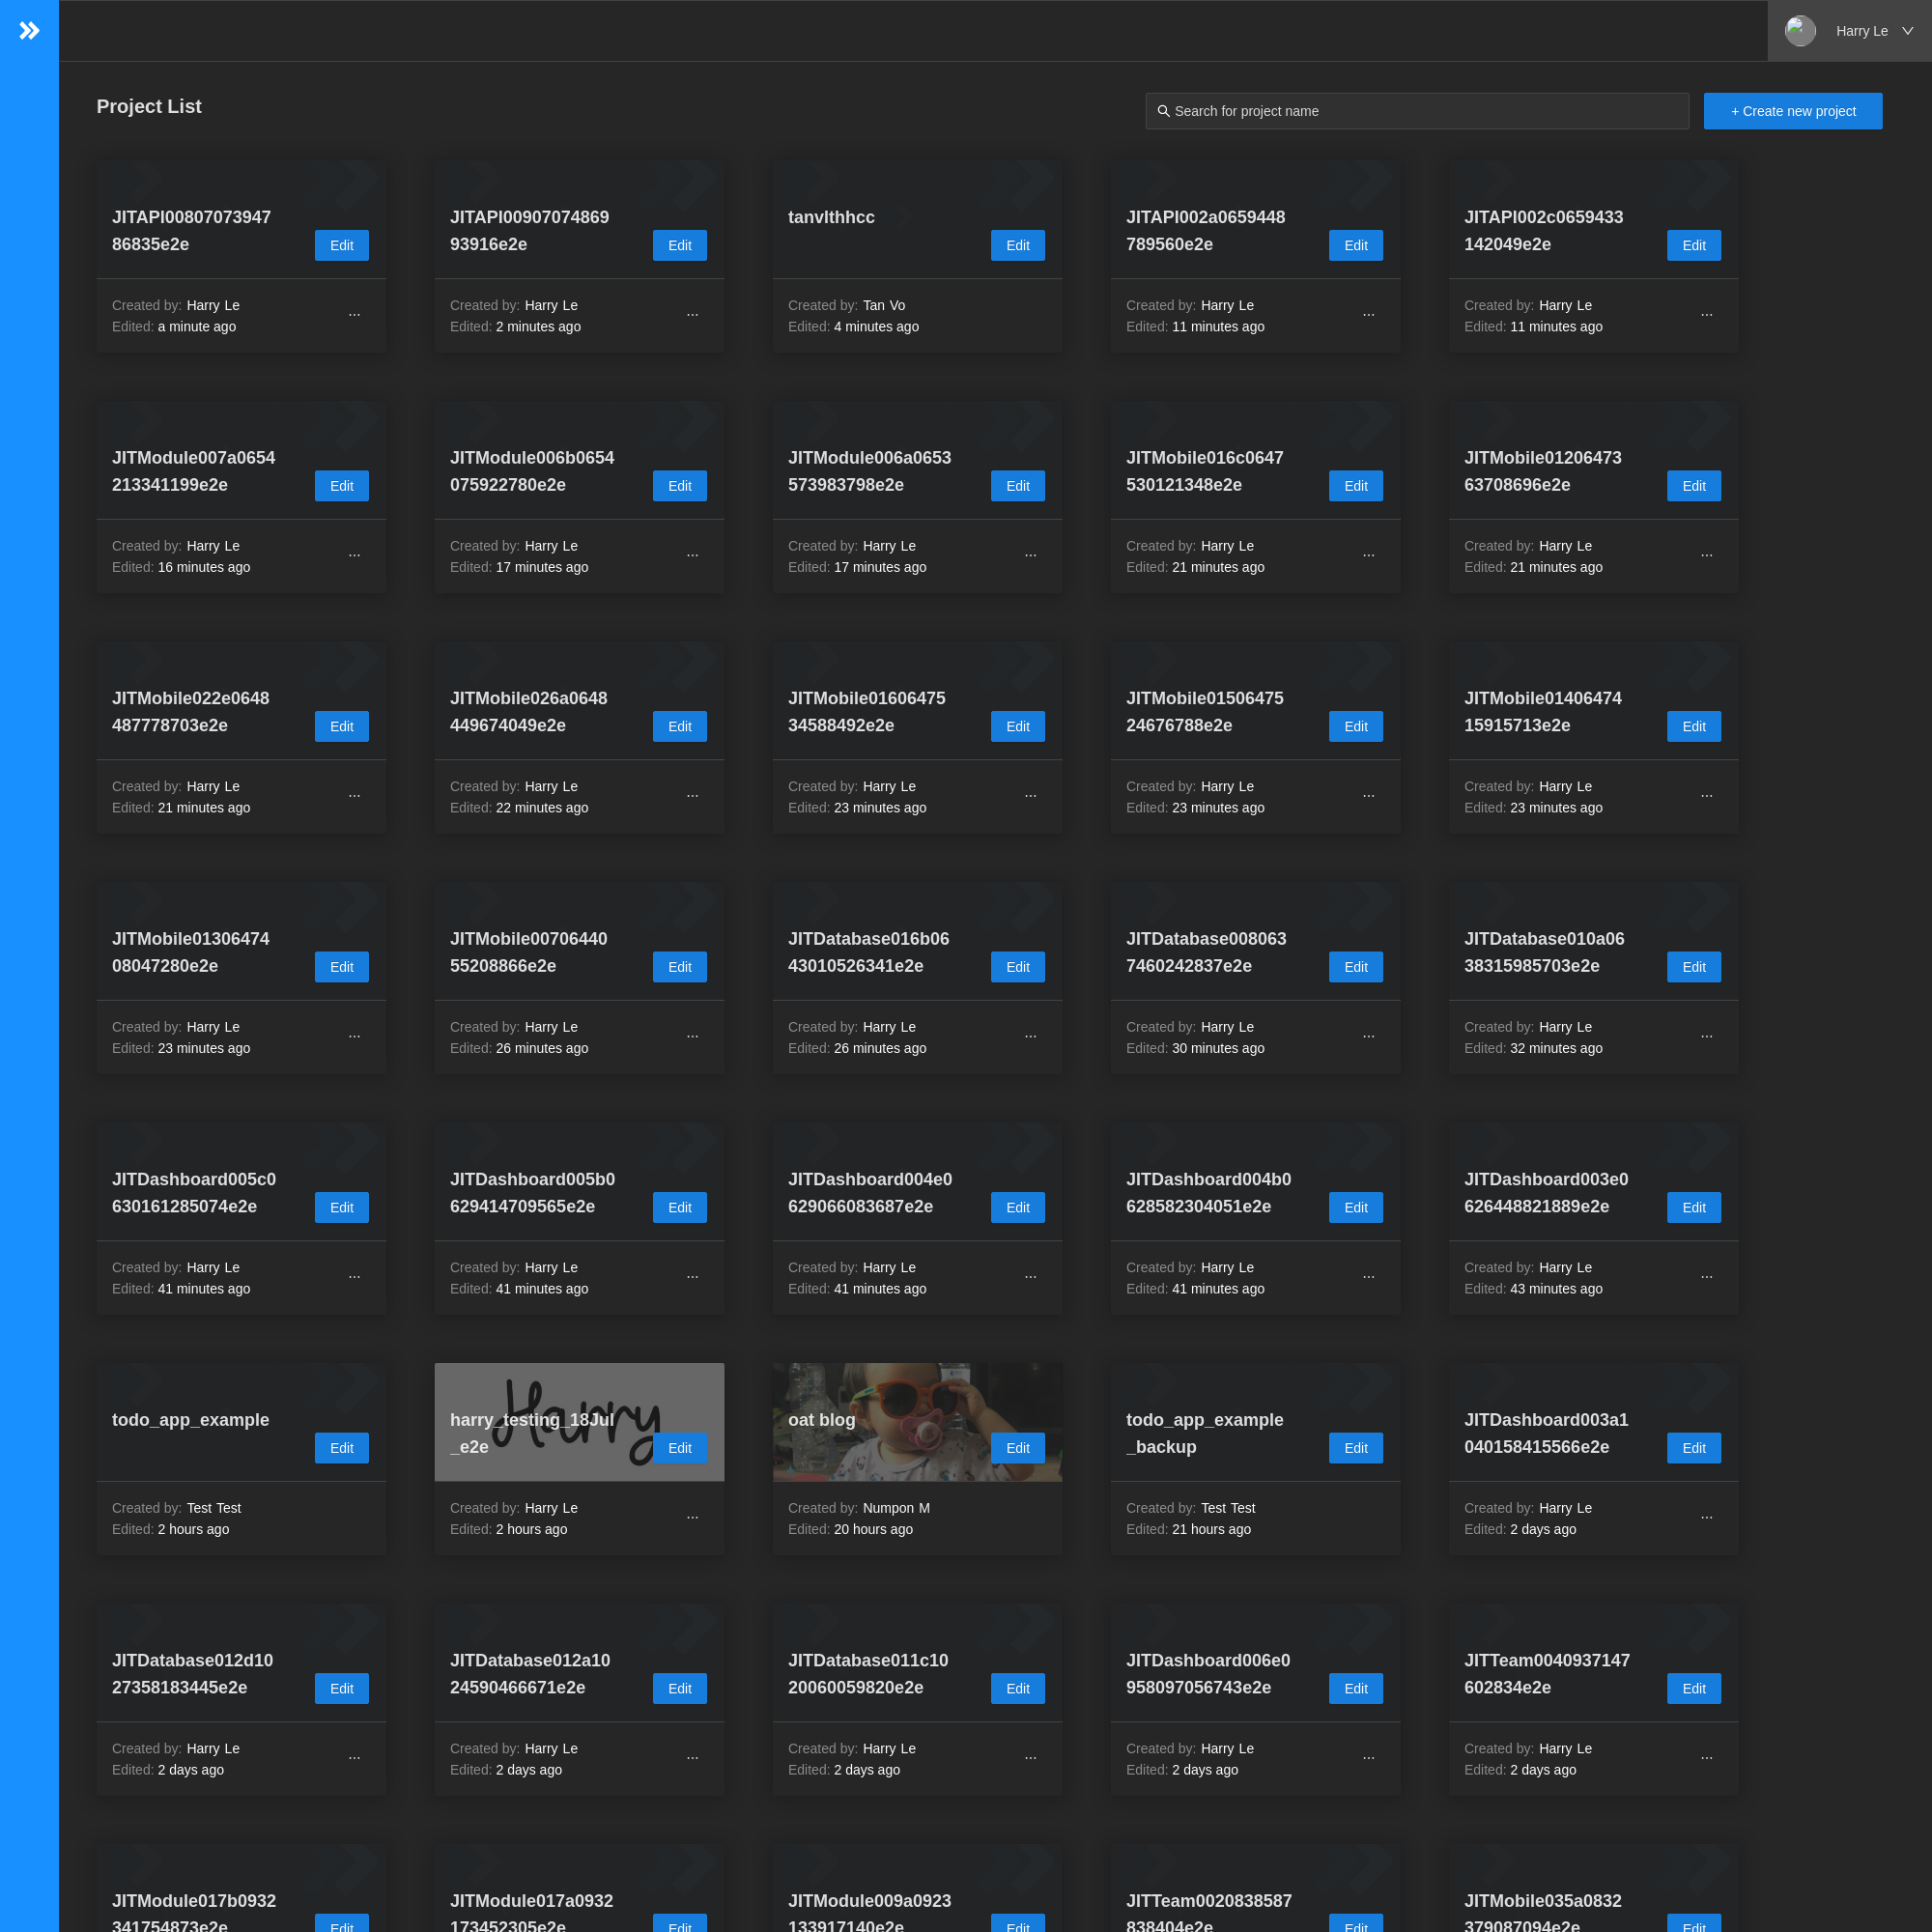 Harry Le
Project List
Search for project name
+ Create new project
JITAPI00807073947
86835e2e
Edit
Created by: Harry Le
Edited: a minute ago
...
JITAPI00907074869
93916e2e
Edit
Created by: Harry Le
Edited: 2 minutes ago
...
tanvlthhcc
Edit
Created by: Tan Vo
Edited: 4 minutes ago
JITAPI002a0659448
789560e2e
Edit
Created by: Harry Le
Edited: 11 minutes ago
...
JITAPI002c0659433
142049e2e
Edit
Created by: Harry Le
Edited: 11 minutes ago
...
JITModule007a0654
213341199e2e
Edit
Created by: Harry Le
Edited: 16 minutes ago
...
JITModule006b0654
075922780e2e
Edit
Created by: Harry Le
Edited: 17 minutes ago
...
JITModule006a0653
573983798e2e
Edit
Created by: Harry Le
Edited: 17 minutes ago
...
JITMobile016c0647
530121348e2e
Edit
Created by: Harry Le
Edited: 21 minutes ago
...
JITMobile01206473
63708696e2e
Edit
Created by: Harry Le
Edited: 21 minutes ago
...
JITMobile022e0648
487778703e2e
Edit
Created by: Harry Le
Edited: 21 minutes ago
...
JITMobile026a0648
449674049e2e
Edit
Created by: Harry Le
Edited: 22 minutes ago
...
JITMobile01606475
34588492e2e
Edit
Created by: Harry Le
Edited: 23 minutes ago
...
JITMobile01506475
24676788e2e
Edit
Created by: Harry Le
Edited: 23 minutes ago
...
JITMobile01406474
15915713e2e
Edit
Created by: Harry Le
Edited: 23 minutes ago
...
JITMobile01306474
08047280e2e
Edit
Created by: Harry Le
Edited: 23 minutes ago
...
JITMobile00706440
55208866e2e
Edit
Created by: Harry Le
Edited: 26 minutes ago
...
JITDatabase016b06
43010526341e2e
Edit
Created by: Harry Le
Edited: 26 minutes ago
...
JITDatabase008063
7460242837e2e
Edit
Created by: Harry Le
Edited: 30 minutes ago
...
JITDatabase010a06
38315985703e2e
Edit
Created by: Harry Le
Edited: 32 minutes ago
...
JITDashboard005c0
630161285074e2e
Edit
Created by: Harry Le
Edited: 41 minutes ago
...
JITDashboard005b0
629414709565e2e
Edit
Created by: Harry Le
Edited: 41 minutes ago
...
JITDashboard004e0
629066083687e2e
Edit
Created by: Harry Le
Edited: 41 minutes ago
...
JITDashboard004b0
628582304051e2e
Edit
Created by: Harry Le
Edited: 41 minutes ago
...
JITDashboard003e0
626448821889e2e
Edit
Created by: Harry Le
Edited: 43 minutes ago
...
todo_app_example
Edit
Created by: Test Test
Edited: 2 hours ago
Harry
harry_testing_18Jul
_e2e
Edit
Created by: Harry Le
Edited: 2 hours ago
...
oat blog
Edit
Created by: Numpon M
Edited: 20 hours ago
todo_app_example
_backup
Edit
Created by: Test Test
Edited: 21 hours ago
JITDashboard003a1
040158415566e2e
Edit
Created by: Harry Le
Edited: 2 days ago
...
JITDatabase012d10
27358183445e2e
Edit
Created by: Harry Le
Edited: 2 days ago
...
JITDatabase012a10
24590466671e2e
Edit
Created by: Harry Le
Edited: 2 days ago
...
JITDatabase011c10
20060059820e2e
Edit
Created by: Harry Le
Edited: 2 days ago
...
JITDashboard006e0
958097056743e2e
Edit
Created by: Harry Le
Edited: 2 days ago
...
JITTeam0040937147
602834e2e
Edit
Created by: Harry Le
Edited: 2 days ago
...
JITModule017b0932
341754873e2e
Edit
JITModule017a0932
173452305e2e
Edit
JITModule009a0923
133917140e2e
Edit
JITTeam0020838587
838404e2e
Edit
JITMobile035a0832
379087094e2e
Edit